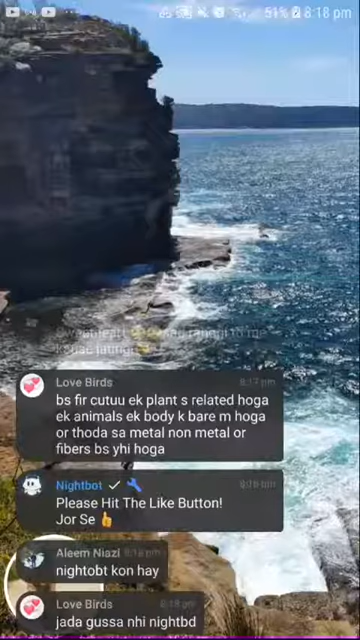 51% 8:18 pm
Love Birds 8:17 pm
bs fir cutuu ek plant s related hoga
ek animals ek body k bare m hoga
or thoda sa metal non metal or
fibers bs yhi hoga
Nightbot 8:18 pm
Please Hit The Like Button!
Jor Se 👍
Aleem Niazi 8:18 pm
nightobt kon hay
Love Birds 8:18 pm
jada gussa nhi nightbd